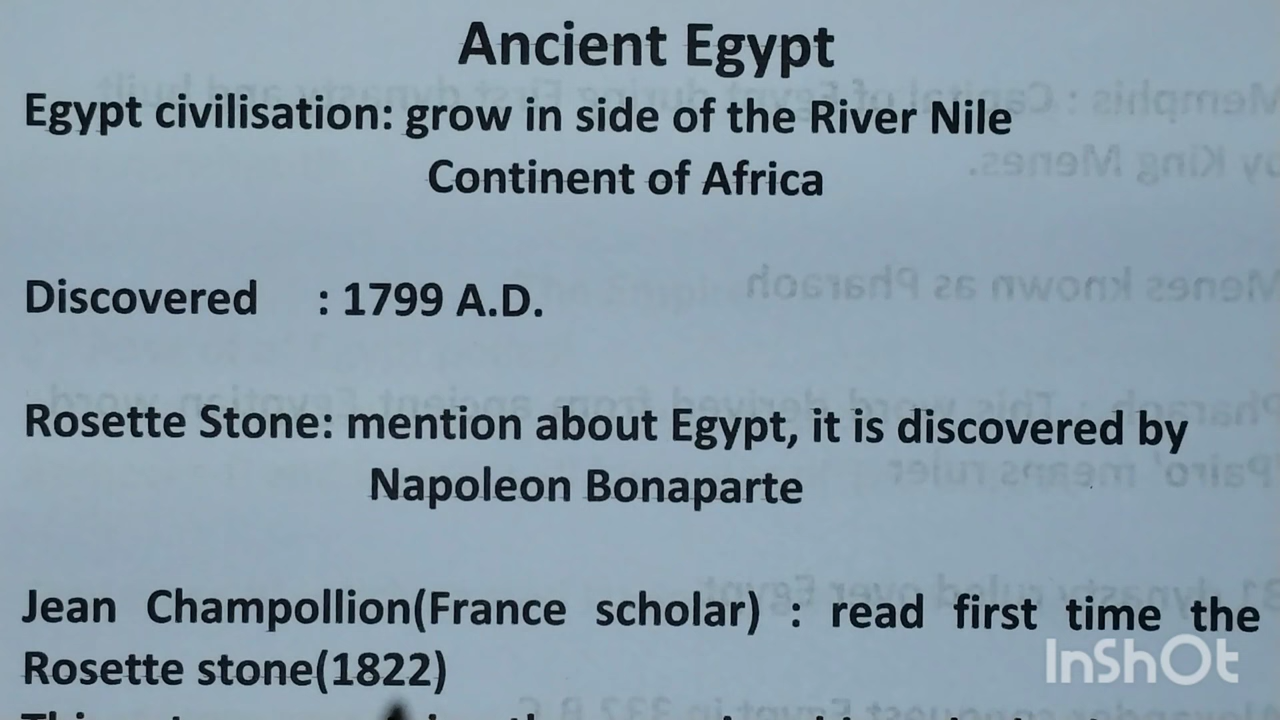 Ancient Egypt
Egypt civilisation: grow in side of the River Nile
Continent of Africa
Discovered : 1799 A.D.
Rosette Stone: mention about Egypt, it is discovered by
Napoleon Bonaparte
Jean Champollion(France scholar) : read first time the
Rosette stone(1822)
InShOt